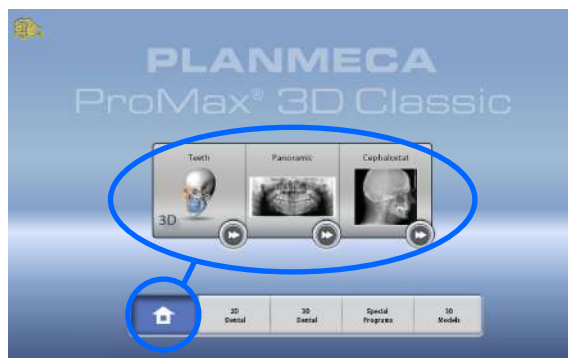 PLANMECA
ProMax® 3D Classic
Teeth
Panoramic
Cephalostat
3D
2D
Dental
3D
Dental
Special
Programs
3D
Models